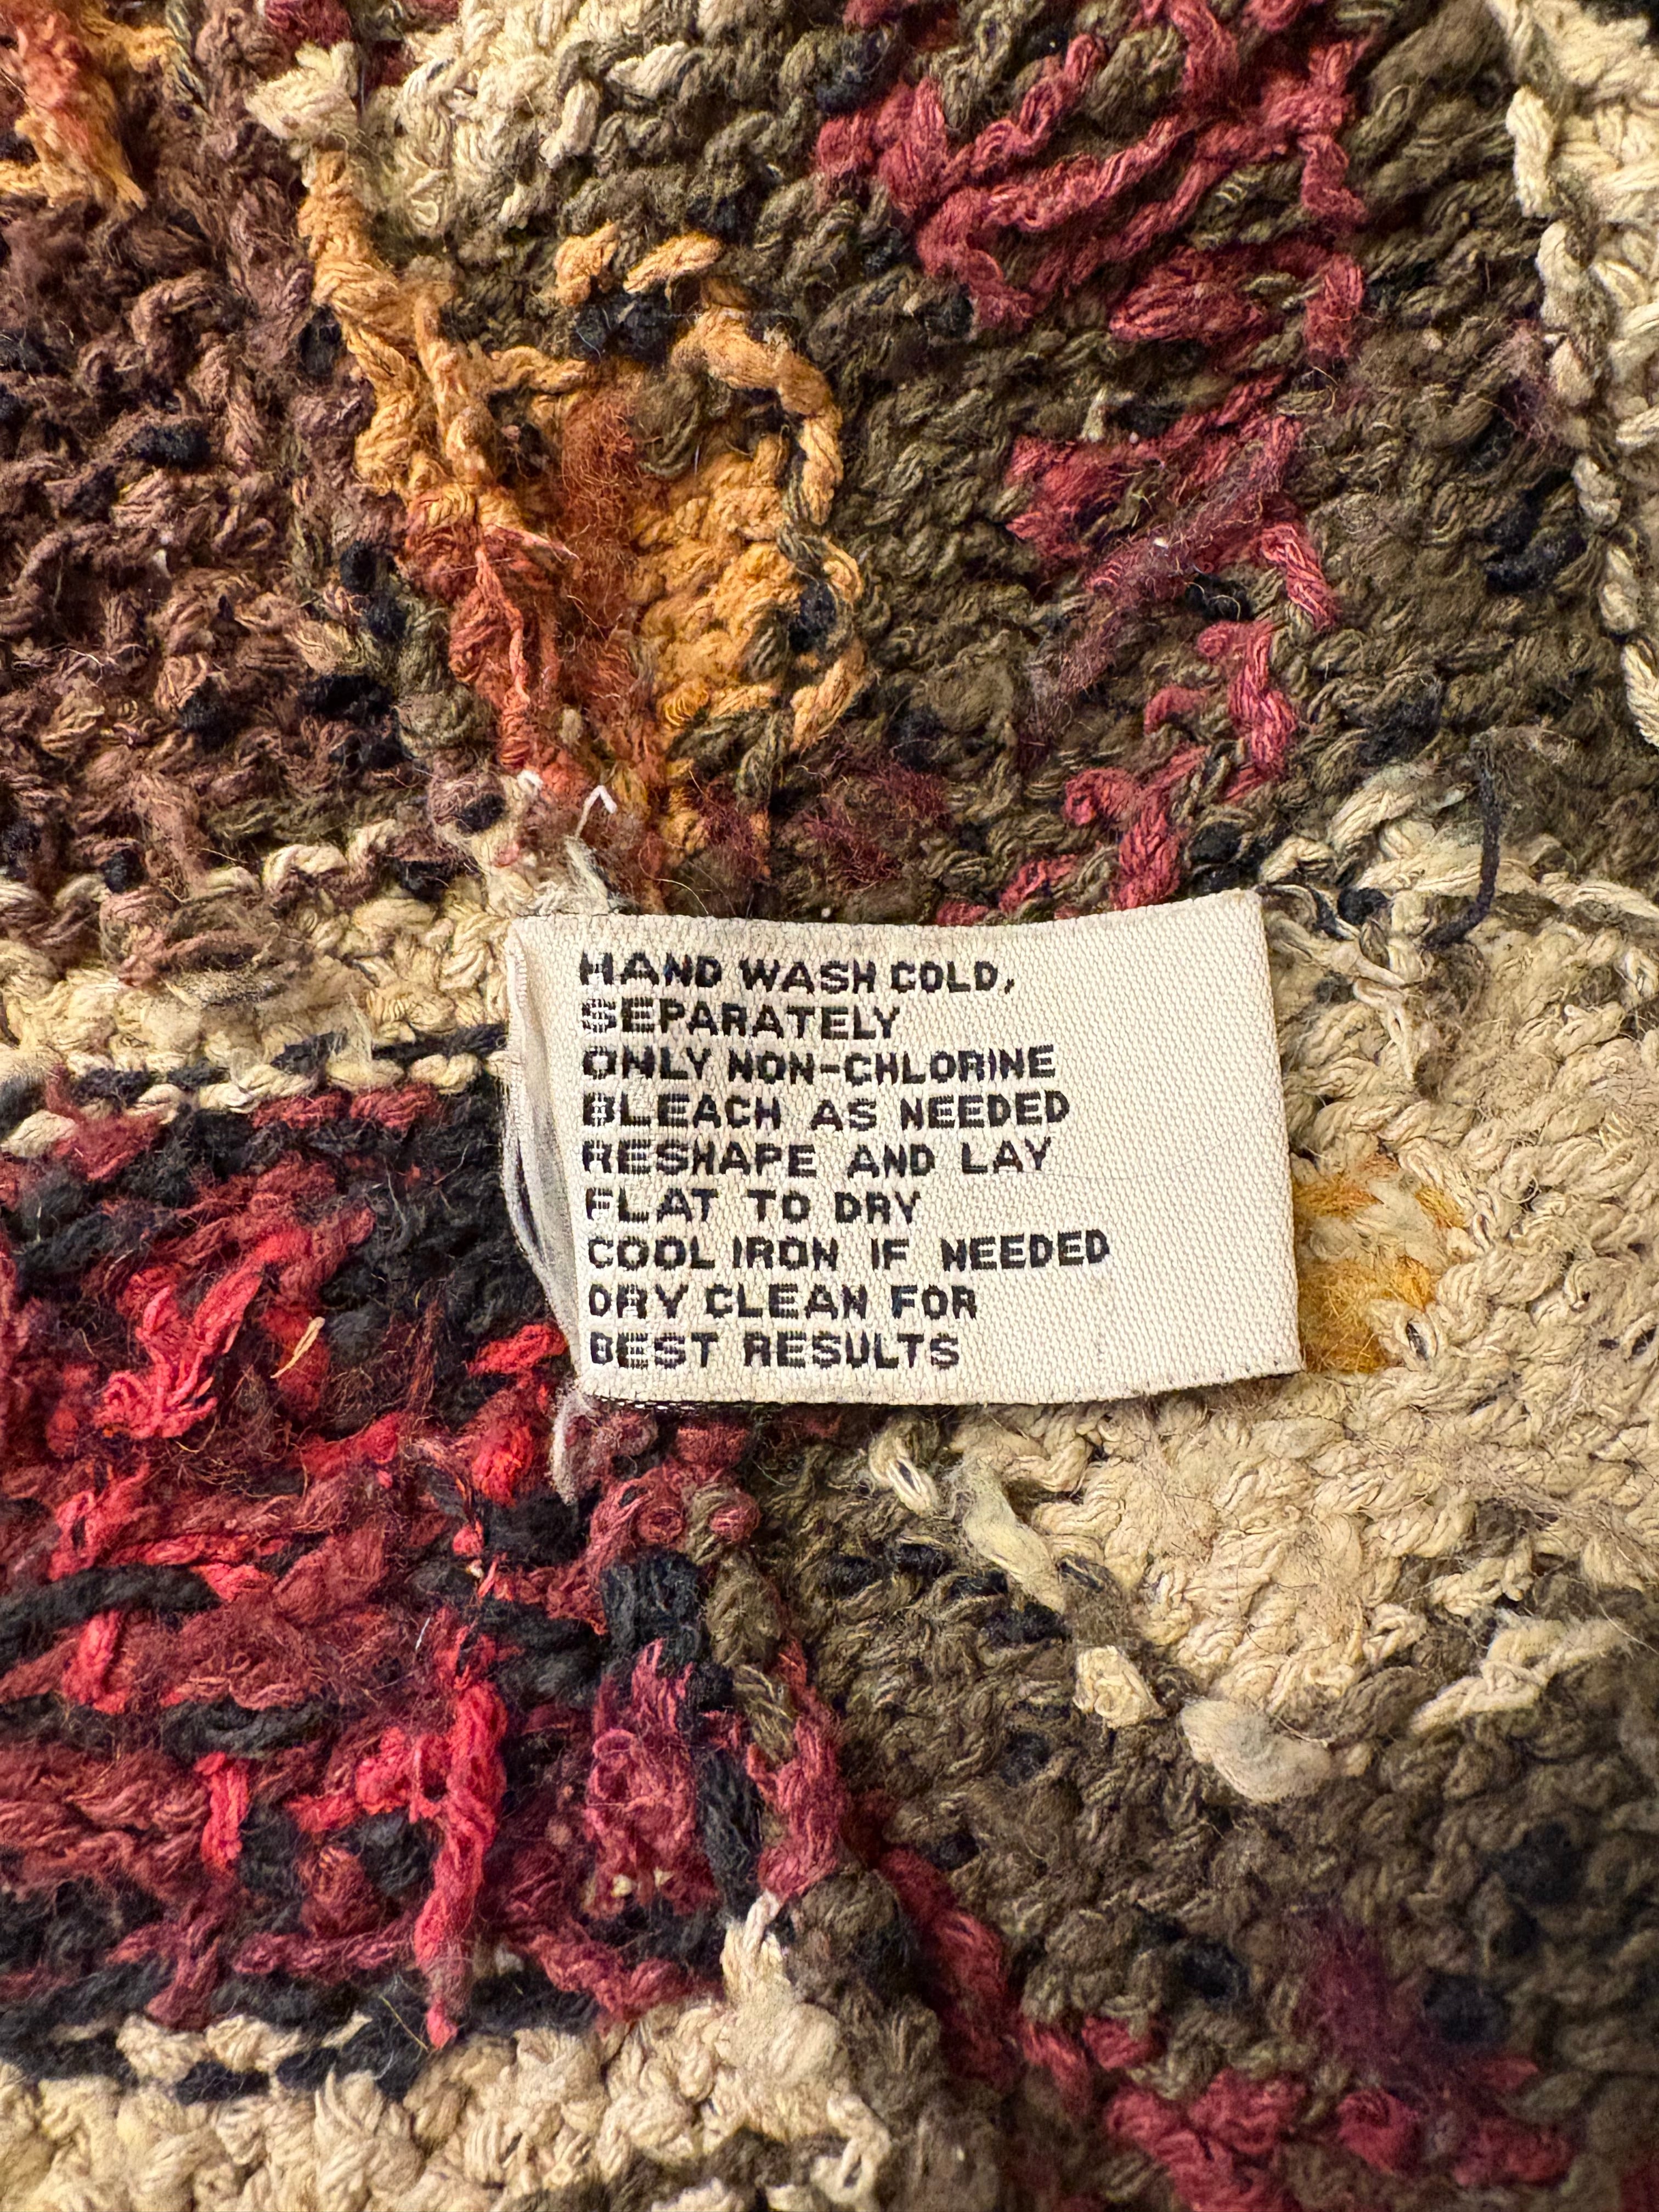 HAND WASH COLD,
SEPARATELY
ONLY NON-CHLORINE
BLEACH AS NEEDED
RESHAPE AND LAY
FLAT TO DRY
COOL IRON IF NEEDED
DRY CLEAN FOR
BEST RESULTS